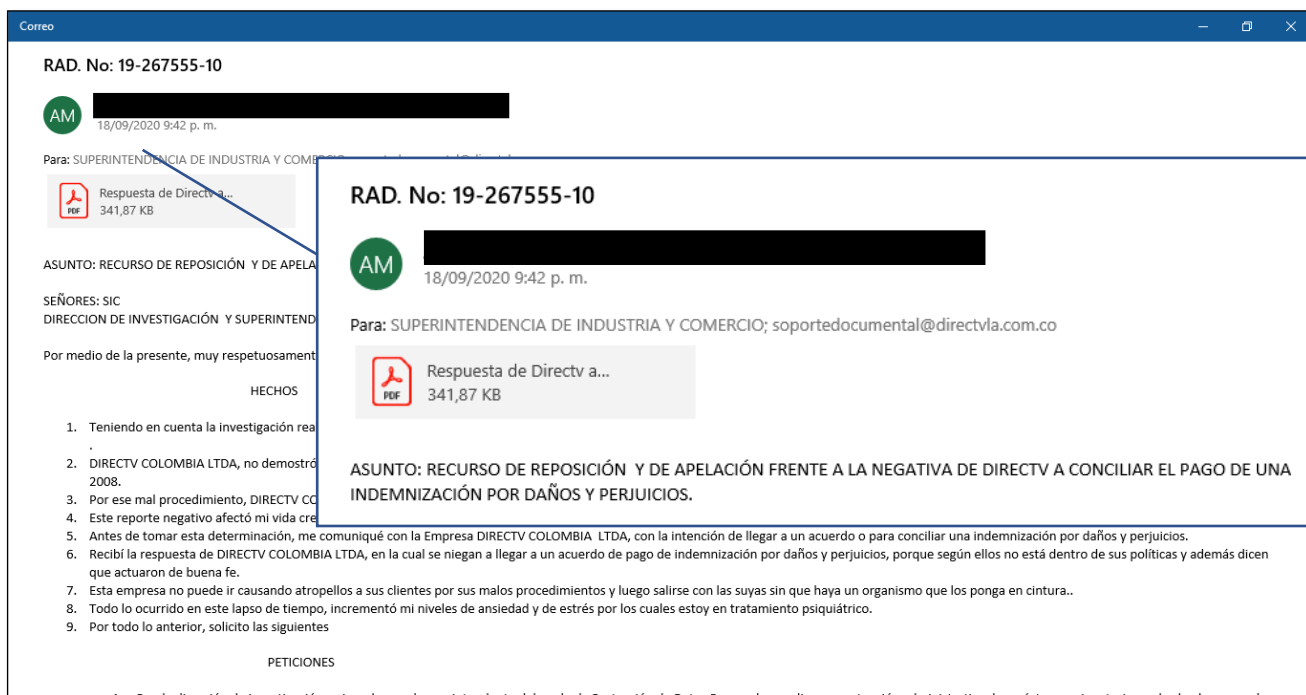 Correo
RAD. No: 19-267555-10
AM
18/09/2020 9:42 p. m.
Para: SUPERINTENDENCIA DE INDUSTRIA Y COME
PDF
Respuesta de Directv a...
341,87 KB
ASUNTO: RECURSO DE REPOSICIÓN Y DE APELA
SEÑORES: SIC
DIRECCION DE INVESTIGACIÓN Y SUPERINTEND
Por medio de la presente, muy respetuosament
HECHOS
1. Teniendo en cuenta la investigación rea
.
2. DIRECTV COLOMBIA LTDA, no demostró
2008.
3. Por ese mal procedimiento, DIRECTV CO
4. Este reporte negativo afectó mi vida cre
5. Antes de tomar esta determinación, me comuniqué con la Empresa DIRECTV COLOMBIA LTDA, con la intención de llegar a un acuerdo o para conciliar una indemnización por daños y perjuicios.
6. Recibí la respuesta de DIRECTV COLOMBIA LTDA, en la cual se niegan a llegar a un acuerdo de pago de indemnización por daños y perjuicios, porque según ellos no está dentro de sus políticas y además dicen
que actuaron de buena fe.
7. Esta empresa no puede ir causando atropellos a sus clientes por sus malos procedimientos y luego salirse con las suyas sin que haya un organismo que los ponga en cintura..
8. Todo lo ocurrido en este lapso de tiempo, incrementó mi niveles de ansiedad y de estrés por los cuales estoy en tratamiento psiquiátrico.
9. Por todo lo anterior, solicito las siguientes
PETICIONES
RAD. No: 19-267555-10
AM
18/09/2020 9:42 p. m.
Para: SUPERINTENDENCIA DE INDUSTRIA Y COMERCIO; soportedocumental@directvla.com.co
PDF
Respuesta de Directv a...
341,87 KB
ASUNTO: RECURSO DE REPOSICIÓN Y DE APELACIÓN FRENTE A LA NEGATIVA DE DIRECTV A CONCILIAR EL PAGO DE UNA
INDEMNIZACIÓN POR DAÑOS Y PERJUICIOS.